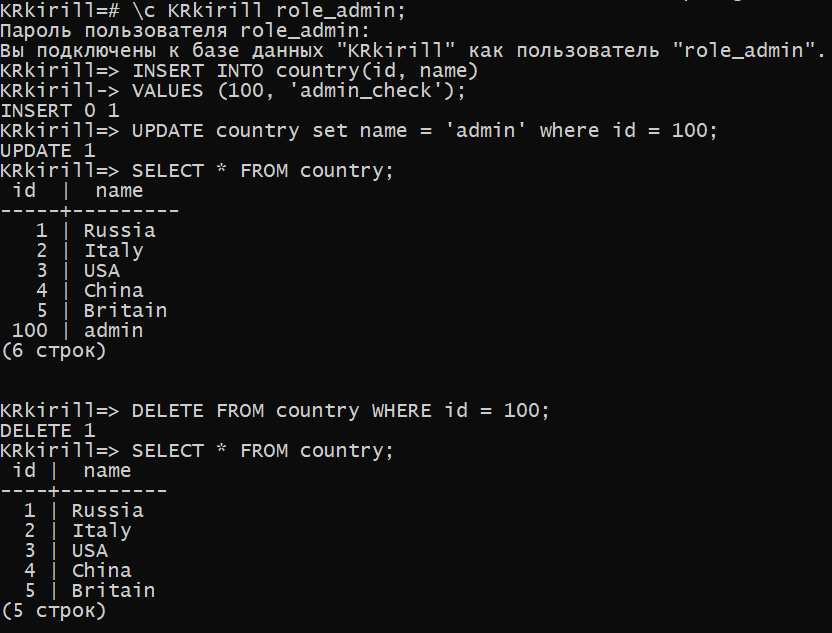 KRkirill=# \c KRkirill role_admin;
Пароль пользователя role_admin:
Вы подключены к базе данных "KRkirill" как пользователь "role_admin".
KRkirill=> INSERT INTO country(id, name)
KRkirill-> VALUES (100, 'admin_check');
INSERT 0 1
KRkirill=> UPDATE country set name = 'admin' where id = 100;
UPDATE 1
KRkirill=> SELECT * FROM country;
 id  |  name
-----+---------
   1 | Russia
   2 | Italy
   3 | USA
   4 | China
   5 | Britain
 100 | admin
(6 строк)
KRkirill=> DELETE FROM country WHERE id = 100;
DELETE 1
KRkirill=> SELECT * FROM country;
 id |  name
----+---------
  1 | Russia
  2 | Italy
  3 | USA
  4 | China
  5 | Britain
(5 строк)